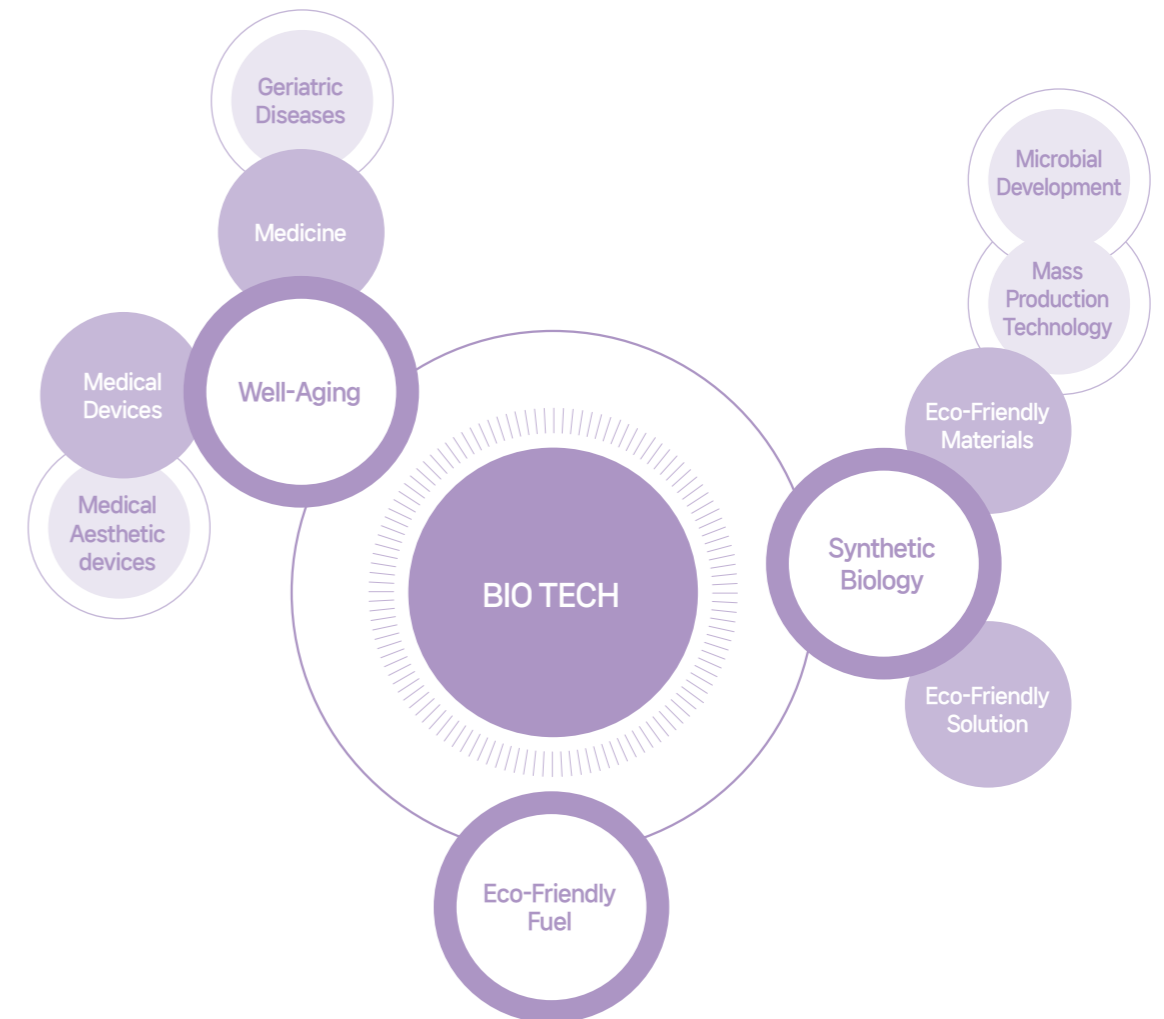 Geriatric
Diseases
Medicine
Medical
Devices
Well-Aging
Medical
Aesthetic
devices
BIO TECH
Microbial
Development
Mass
Production
Technology
Eco-Friendly
Materials
Synthetic
Biology
Eco-Friendly
Solution
Eco-Friendly
Fuel